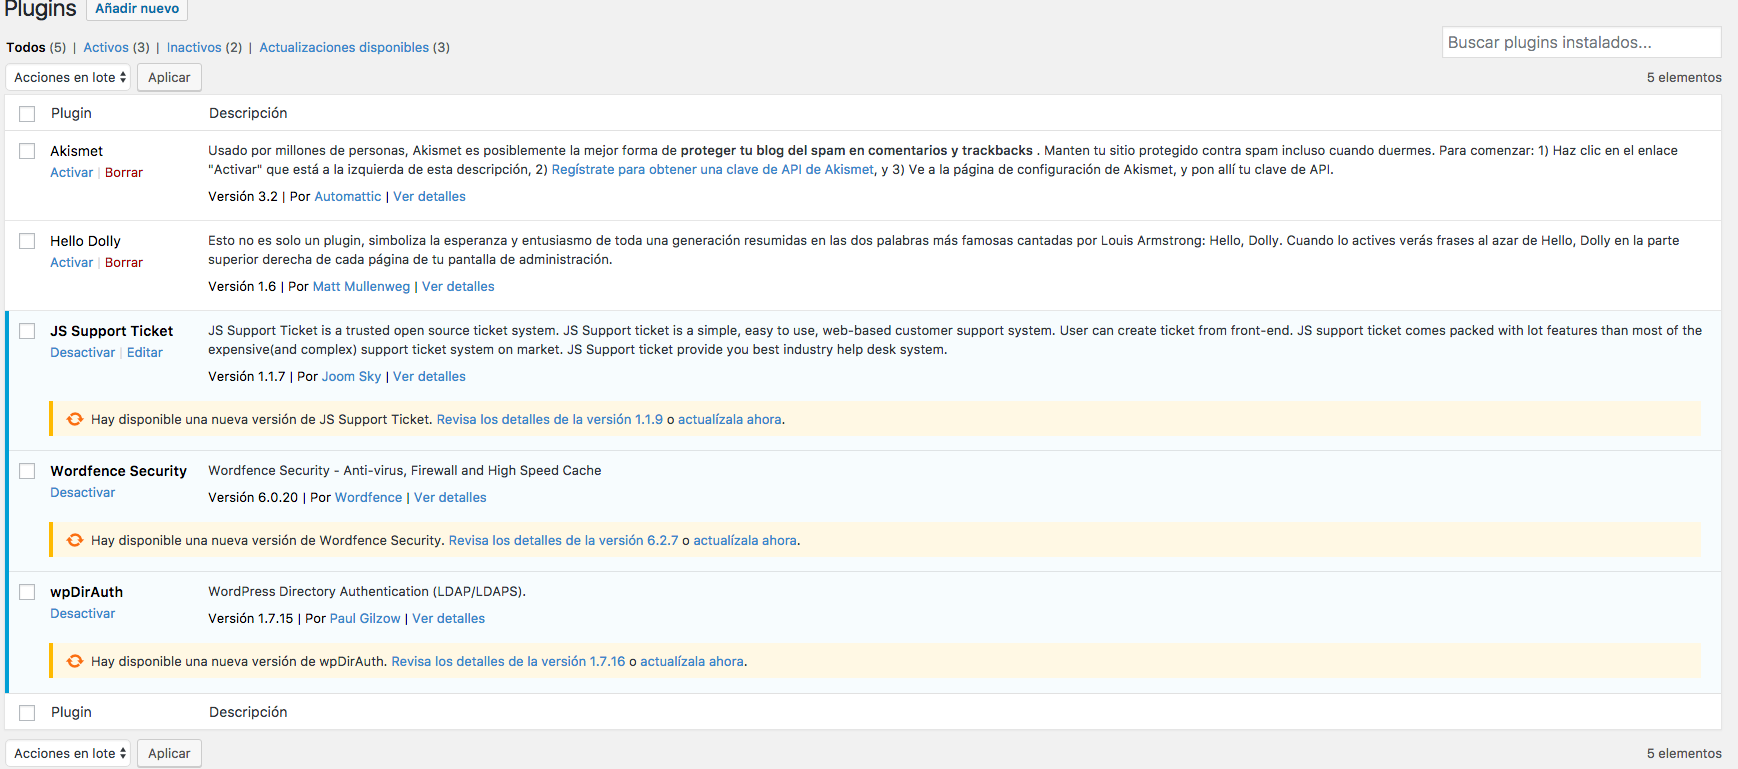 Plugins Añadir nuevo
Todos (5) | Activos (3) | Inactivos (2) | Actualizaciones disponibles (3)
Buscar plugins instalados...
Acciones en lote Aplicar
5 elementos
Plugin Descripción
Akismet
Activar | Borrar
Usado por millones de personas, Akismet es posiblemente la mejor forma de proteger tu blog del spam en comentarios y trackbacks . Manten tu sitio protegido contra spam incluso cuando duermes. Para comenzar: 1) Haz clic en el enlace
"Activar" que está a la izquierda de esta descripción, 2) Regístrate para obtener una clave de API de Akismet, y 3) Ve a la página de configuración de Akismet, y pon allí tu clave de API.
Versión 3.2 | Por Automattic | Ver detalles
Hello Dolly
Activar | Borrar
Esto no es solo un plugin, simboliza la esperanza y entusiasmo de toda una generación resumidas en las dos palabras más famosas cantadas por Louis Armstrong: Hello, Dolly. Cuando lo actives verás frases al azar de Hello, Dolly en la parte
superior derecha de cada página de tu pantalla de administración.
Versión 1.6 | Por Matt Mullenweg | Ver detalles
JS Support Ticket
Desactivar | Editar
JS Support Ticket is a trusted open source ticket system. JS Support ticket is a simple, easy to use, web-based customer support system. User can create ticket from front-end. JS support ticket comes packed with lot features than most of the
expensive(and complex) support ticket system on market. JS Support ticket provide you best industry help desk system.
Versión 1.1.7 | Por Joom Sky | Ver detalles
Hay disponible una nueva versión de JS Support Ticket. Revisa los detalles de la versión 1.1.9 o actualízala ahora.
Wordfence Security
Desactivar
Wordfence Security - Anti-virus, Firewall and High Speed Cache
Versión 6.0.20 | Por Wordfence | Ver detalles
Hay disponible una nueva versión de Wordfence Security. Revisa los detalles de la versión 6.2.7 o actualízala ahora.
wpDirAuth
Desactivar
WordPress Directory Authentication (LDAP/LDAPS).
Versión 1.7.15 | Por Paul Gilzow | Ver detalles
Hay disponible una nueva versión de wpDirAuth. Revisa los detalles de la versión 1.7.16 o actualízala ahora.
Plugin Descripción
Acciones en lote Aplicar
5 elementos